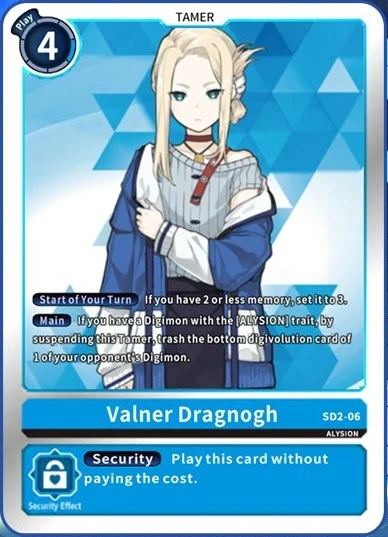 TAMER
Play
4
Start of Your Turn If you have 2 or less memory, set it to 3.
Main If you have a Digimon with the [ALYSION] trait, by
suspending this Tamer, trash the bottom digivolution card of
1 of your opponent's Digimon.
Valner Dragnogh SD2-06
ALYSION
Security Play this card without
paying the cost.
Security Effect